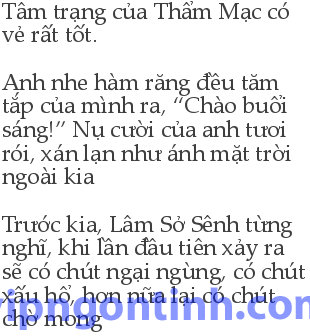 Tâm trạng của Thẩm Mạc có
vẻ rất tốt.
Anh nhe hàm răng đều tăm
tắp của mình ra, “Chào buổi
sáng!” Nụ cười của anh tươi
rói, xán lạn như ánh mặt trời
ngoài kia
Trước kia, Lâm Sở Sênh từng
nghĩ, khi lần đầu tiên xảy ra
sẽ có chút ngại ngùng, có chút
xấu hổ, hơn nữa lại có chút
chờ mong